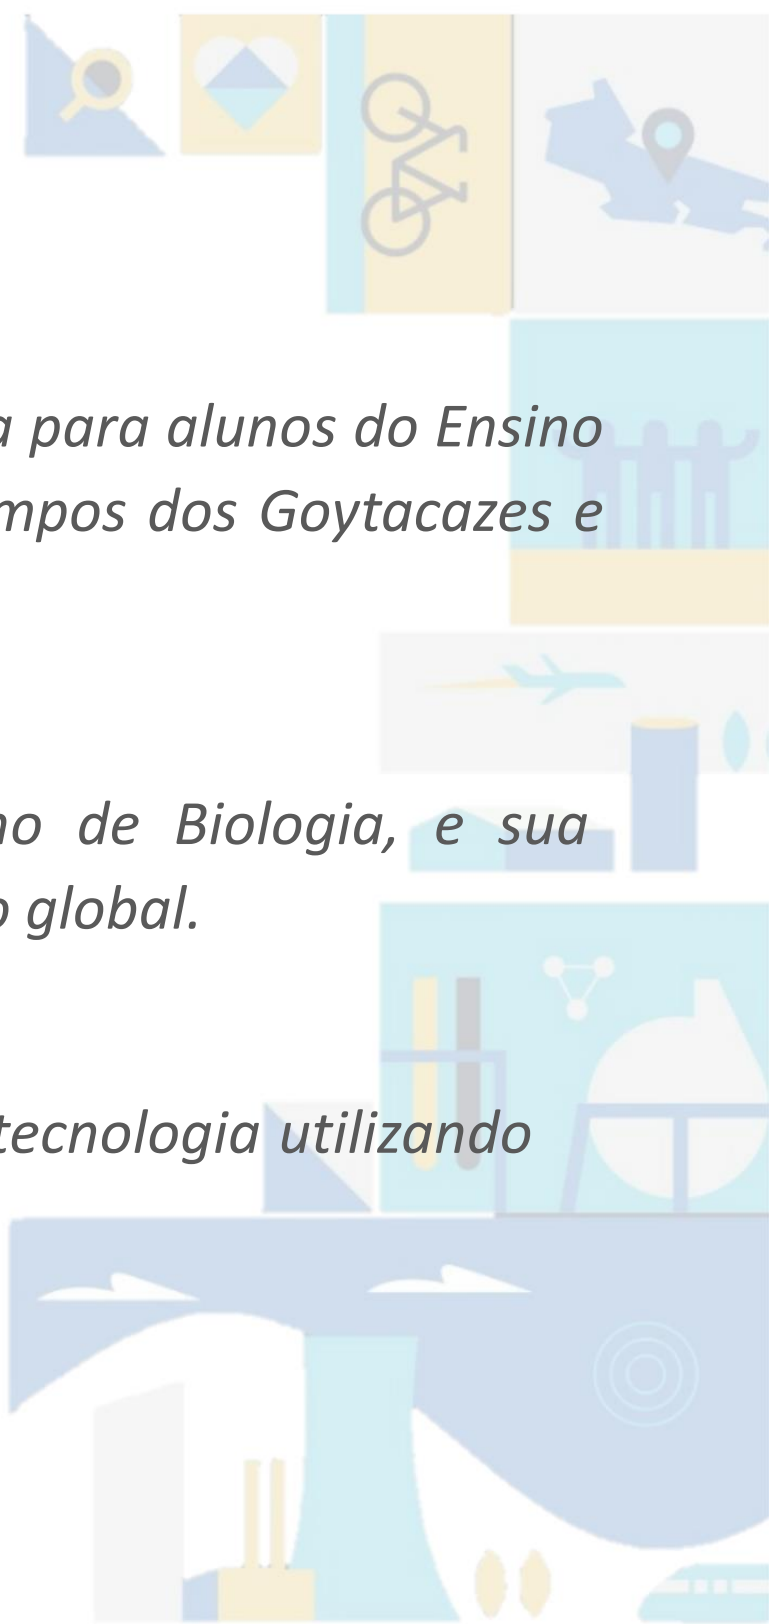 a para alunos do Ensino
mpos dos Goytacazes e
no de Biologia, e sua
o global.
tecnologia utilizando